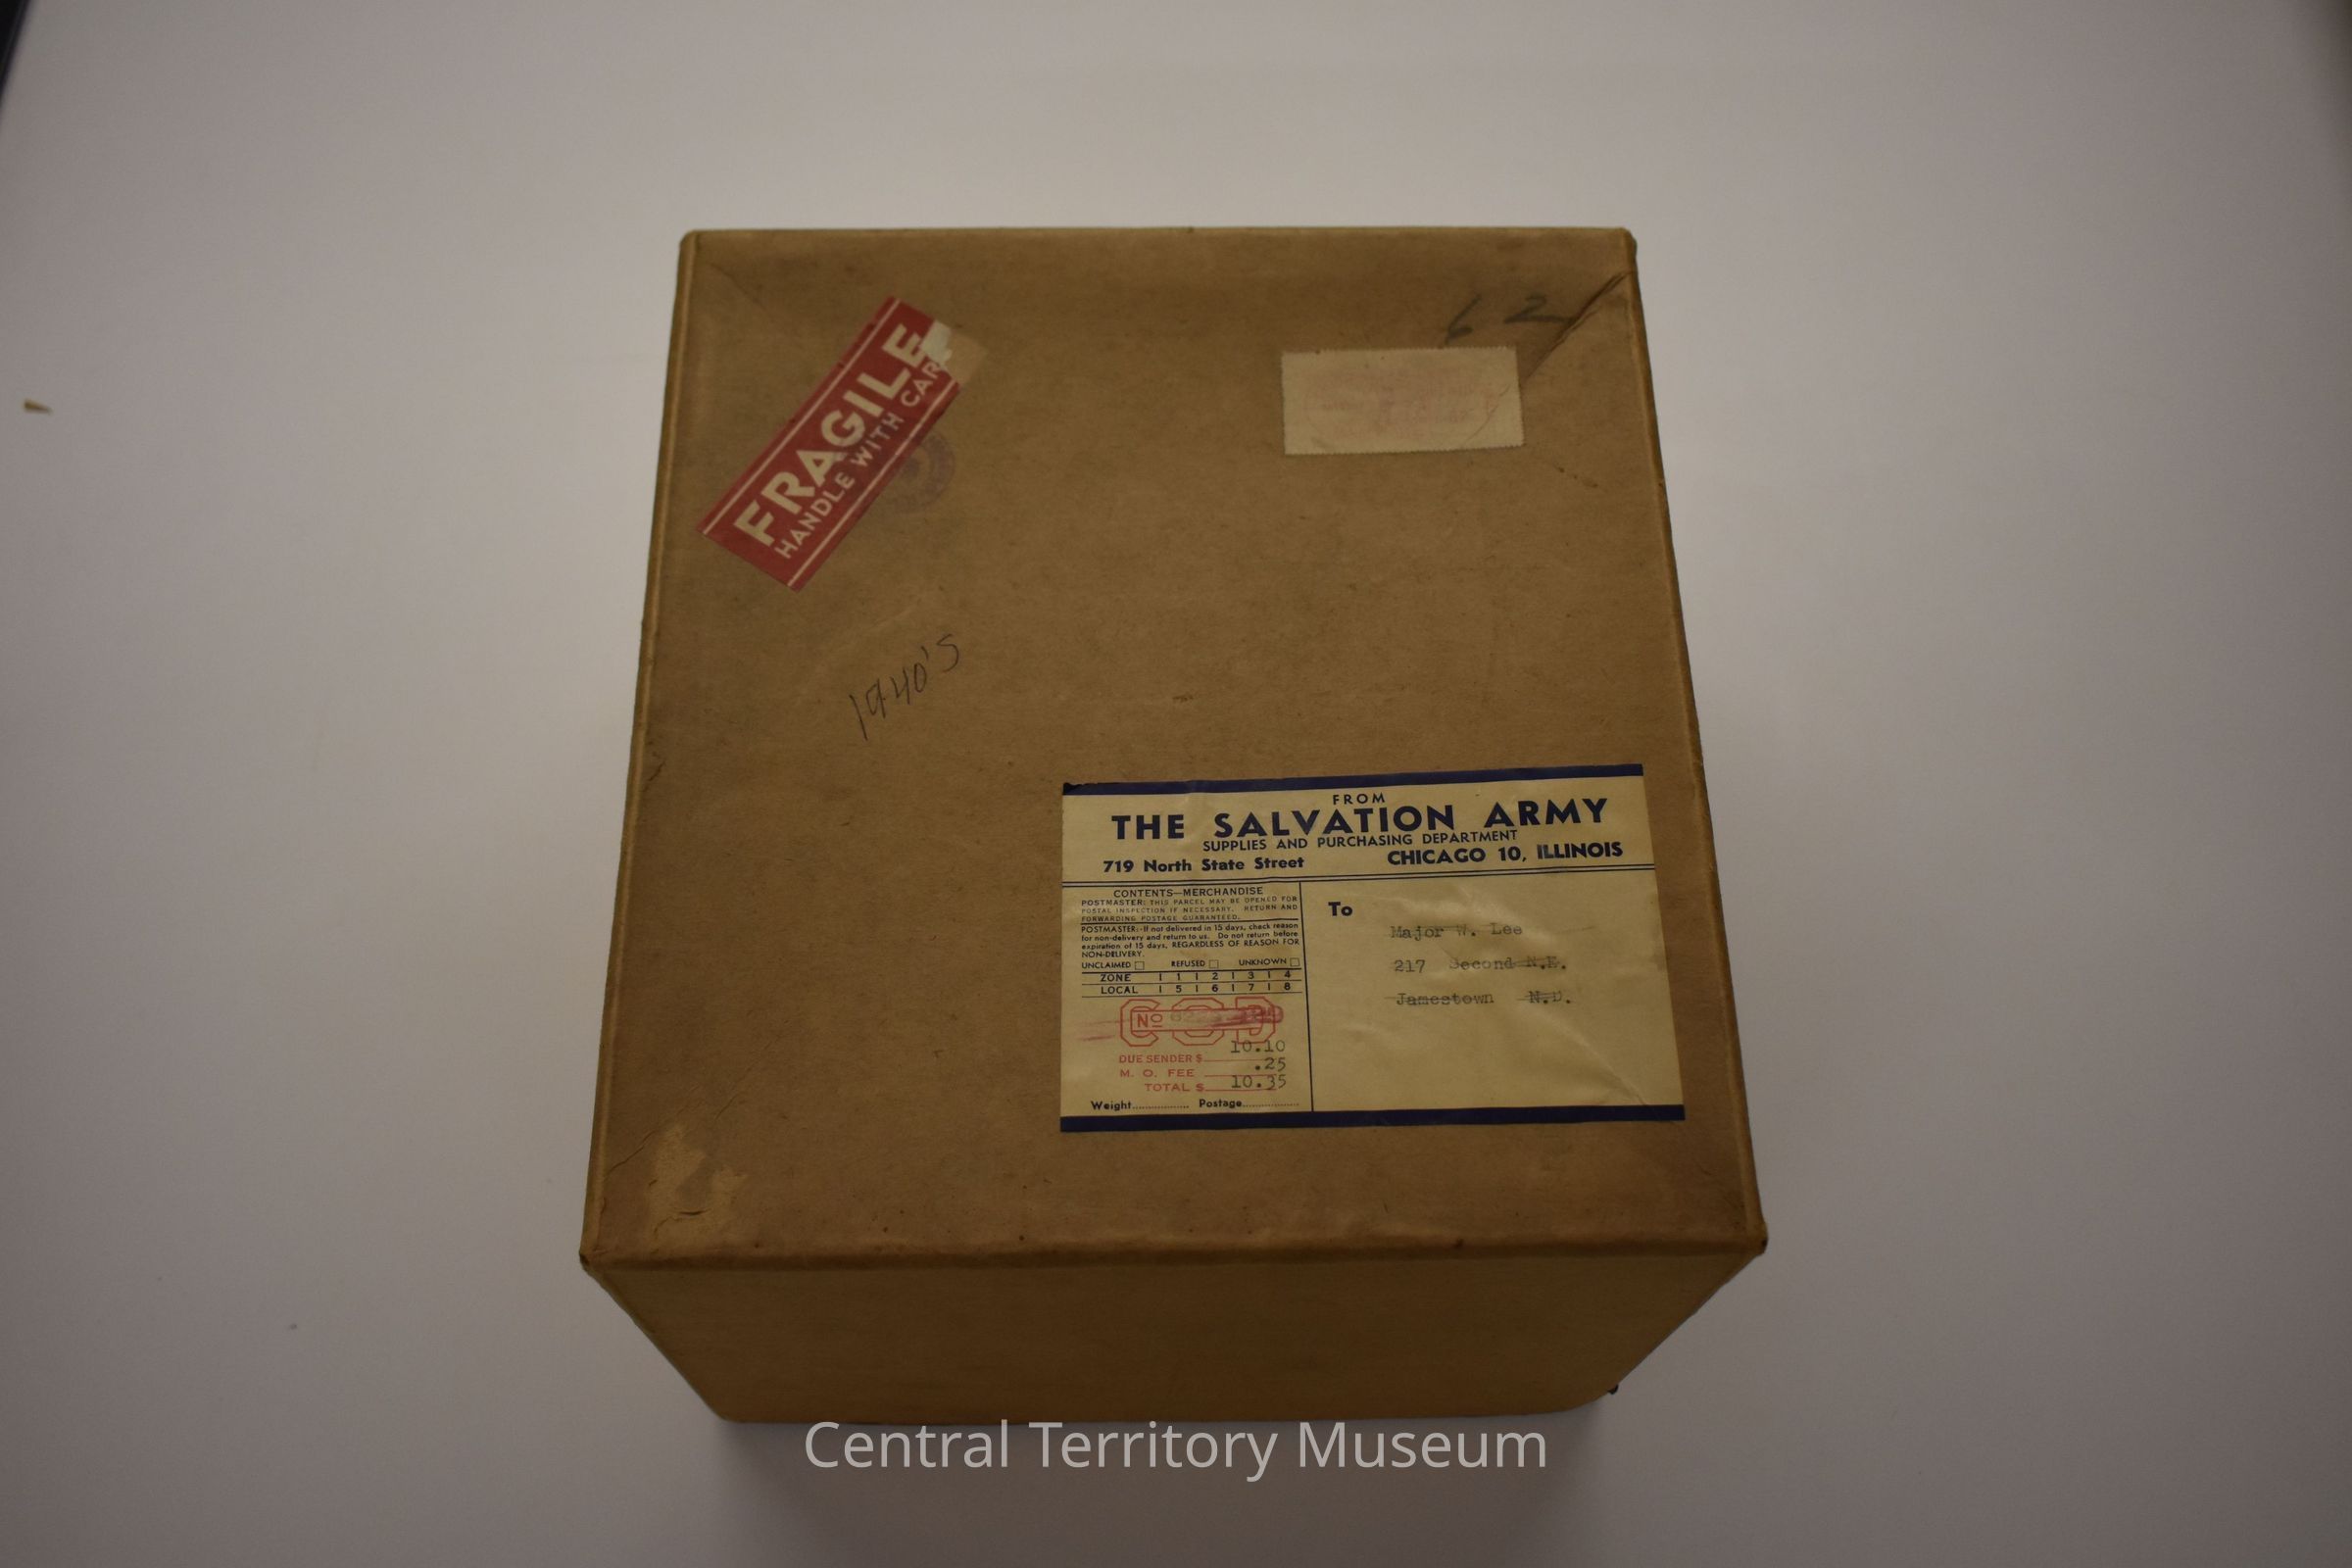 FRAGILE
HANDLE WITH CAR
62
1940's
FROM
THE SALVATION ARMY
SUPPLIES AND PURCHASING DEPARTMENT
719 North State Street CHICAGO 10, ILLINOIS
CONTENTS—MERCHANDISE
POSTMASTER: THIS PARCEL MAY BE OPENED FOR
POSTAL INSPECTION IF NECESSARY. RETURN AND
FORWARDING POSTAGE GUARANTEED.
POSTMASTER:-If not delivered in 15 days, check reason
for non-delivery and return to us. Do not return before
expiration of 15 days, REGARDLESS OF REASON FOR
NON-DELIVERY.
UNCLAIMED REFUSED UNKNOWN
ZONE 1 2 3 4
LOCAL 5 6 7 8
COD
No
DUE SENDER $ 10.10
M. O. FEE .25
TOTAL $ 10.35
Weight Postage
To
Major W. Lee
217 Second N.E.
Jamestown N.D.
Central Territory Museum